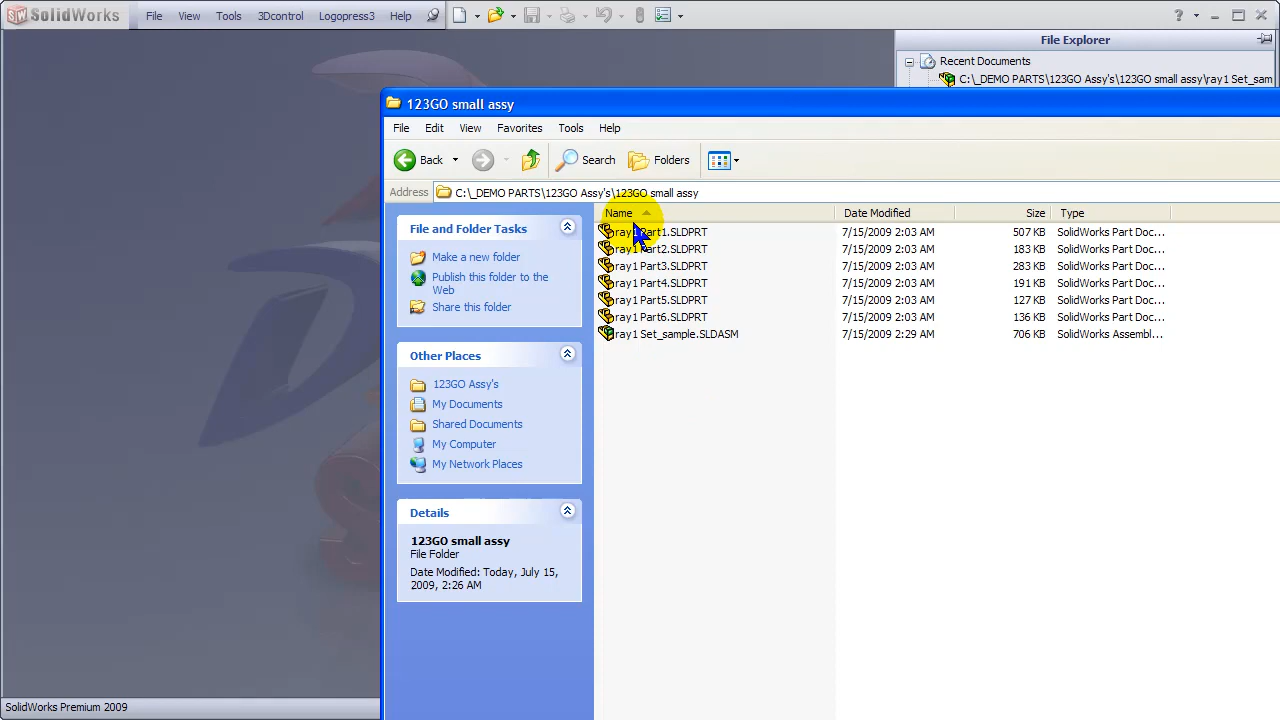 SolidWorks File View Tools 3Dcontrol Logopress3 Help
File Explorer
Recent Documents
C:\_DEMO PARTS\123GO Assy's\123GO small assy\ray1 Set_sam
123GO small assy
File Edit View Favorites Tools Help
Back Search Folders
Address C:\_DEMO PARTS\123GO Assy's\123GO small assy
File and Folder Tasks
Make a new folder
Publish this folder to the
Web
Share this folder
Other Places
123GO Assy's
My Documents
Shared Documents
My Computer
My Network Places
Details
123GO small assy
File Folder
Date Modified: Today, July 15,
2009, 2:26 AM
Name Date Modified Size Type
ray1 Part1.SLDPRT 7/15/2009 2:03 AM 507 KB SolidWorks Part Doc...
ray1 Part2.SLDPRT 7/15/2009 2:03 AM 183 KB SolidWorks Part Doc...
ray1 Part3.SLDPRT 7/15/2009 2:03 AM 283 KB SolidWorks Part Doc...
ray1 Part4.SLDPRT 7/15/2009 2:03 AM 191 KB SolidWorks Part Doc...
ray1 Part5.SLDPRT 7/15/2009 2:03 AM 127 KB SolidWorks Part Doc...
ray1 Part6.SLDPRT 7/15/2009 2:03 AM 136 KB SolidWorks Part Doc...
ray1 Set_sample.SLDASM 7/15/2009 2:29 AM 706 KB SolidWorks Assembl...
SolidWorks Premium 2009